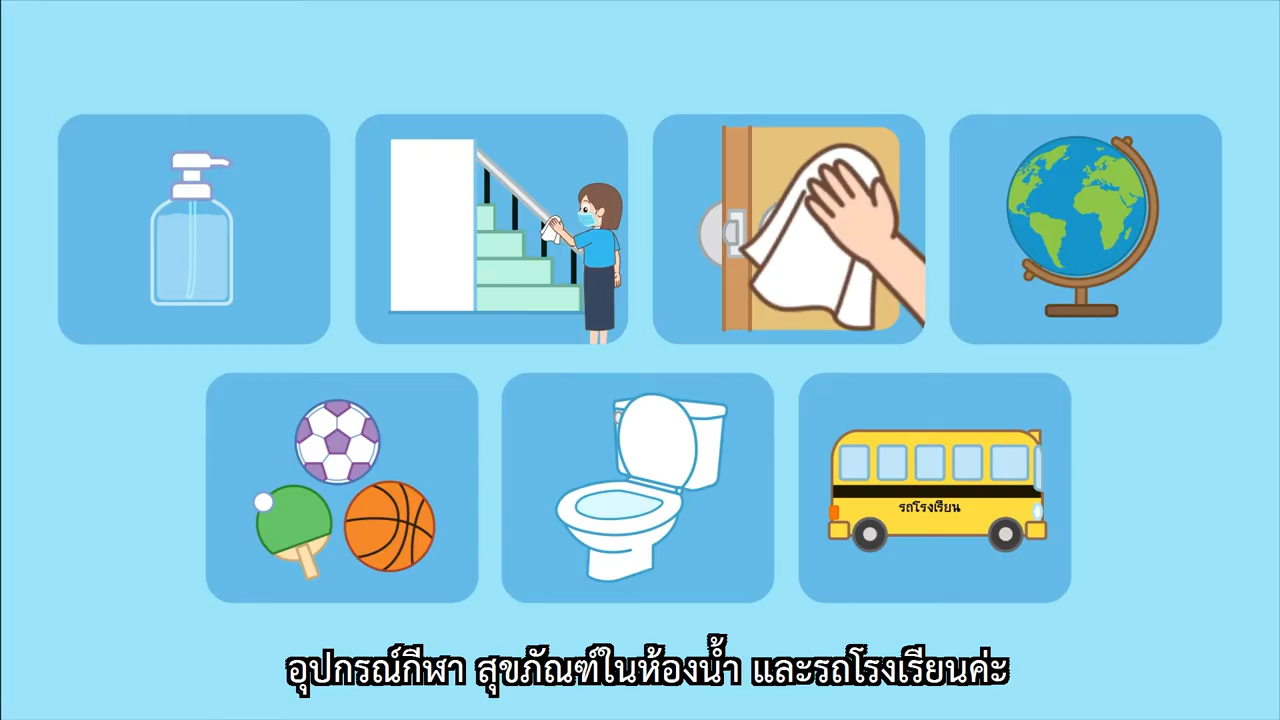 รถโรงเรียน
อุปกรณ์กีฬา สุขภัณฑ์ในห้องน้ำ และรถโรงเรียนค่ะ